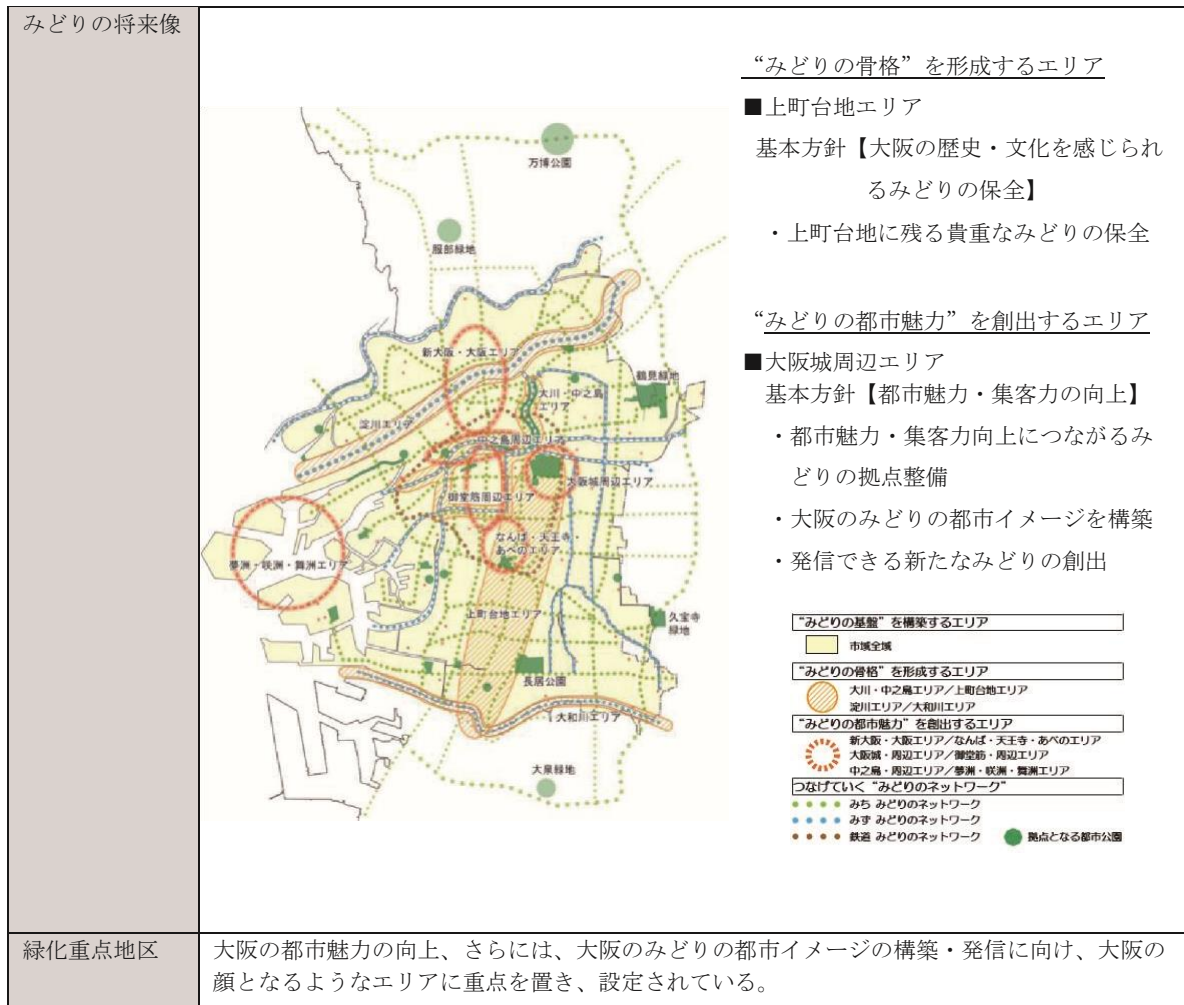 みどりの将来像
“みどりの骨格”を形成するエリア
■上町台地エリア
基本方針【大阪の歴史・文化を感じられ
るみどりの保全】
・上町台地に残る貴重なみどりの保全
“みどりの都市魅力”を創出するエリア
■大阪城周辺エリア
基本方針【都市魅力・集客力の向上】
・都市魅力・集客力向上につながるみ
どりの拠点整備
・大阪のみどりの都市イメージを構築
・発信できる新たなみどりの創出
万博公園
服部緑地
新大阪・大阪エリア
鶴見緑地
大川・中之島
エリア
淀川エリア
中之島周辺エリア
大阪城周辺エリア
御堂筋周辺エリア
なんば・天王寺・
あべのエリア
夢洲・咲洲・舞洲エリア
上町台地エリア
久宝寺
緑地
長居公園
大和川エリア
大泉緑地
“みどりの基盤”を構築するエリア
市域全域
“みどりの骨格”を形成するエリア
大川・中之島エリア/上町台地エリア
淀川エリア/大和川エリア
“みどりの都市魅力”を創出するエリア
新大阪・大阪エリア/なんば・天王寺・あべのエリア
大阪城・周辺エリア/御堂筋・周辺エリア
中之島・周辺エリア/夢洲・咲洲・舞洲エリア
つなげていく“みどりのネットワーク”
みち みどりのネットワーク
みず みどりのネットワーク
鉄道 みどりのネットワーク
拠点となる都市公園
緑化重点地区
大阪の都市魅力の向上、さらには、大阪のみどりの都市イメージの構築・発信に向け、大阪の
顔となるようなエリアに重点を置き、設定されている。